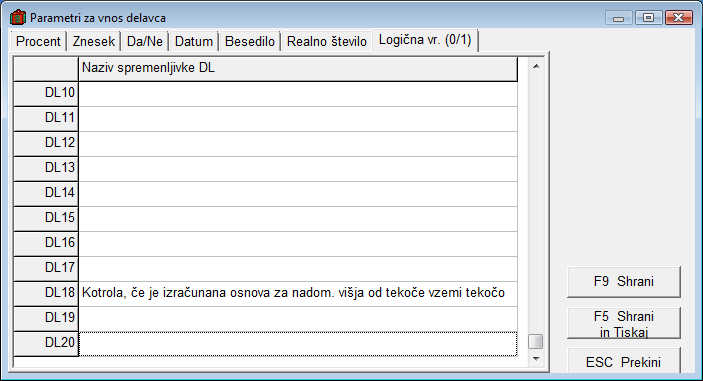 Parametri za vnos delavca
Procent Znesek Da/Ne Datum Besedilo Realno število Logična vr. (0/1)
Naziv spremenljivke DL
DL10
DL11
DL12
DL13
DL14
DL15
DL16
DL17
DL18 Kotrola, če je izračunana osnova za nadom. višja od tekoče vzemi tekočo
DL19
DL20
F9 Shrani
F5 Shrani
in Tiskaj
ESC Prekini